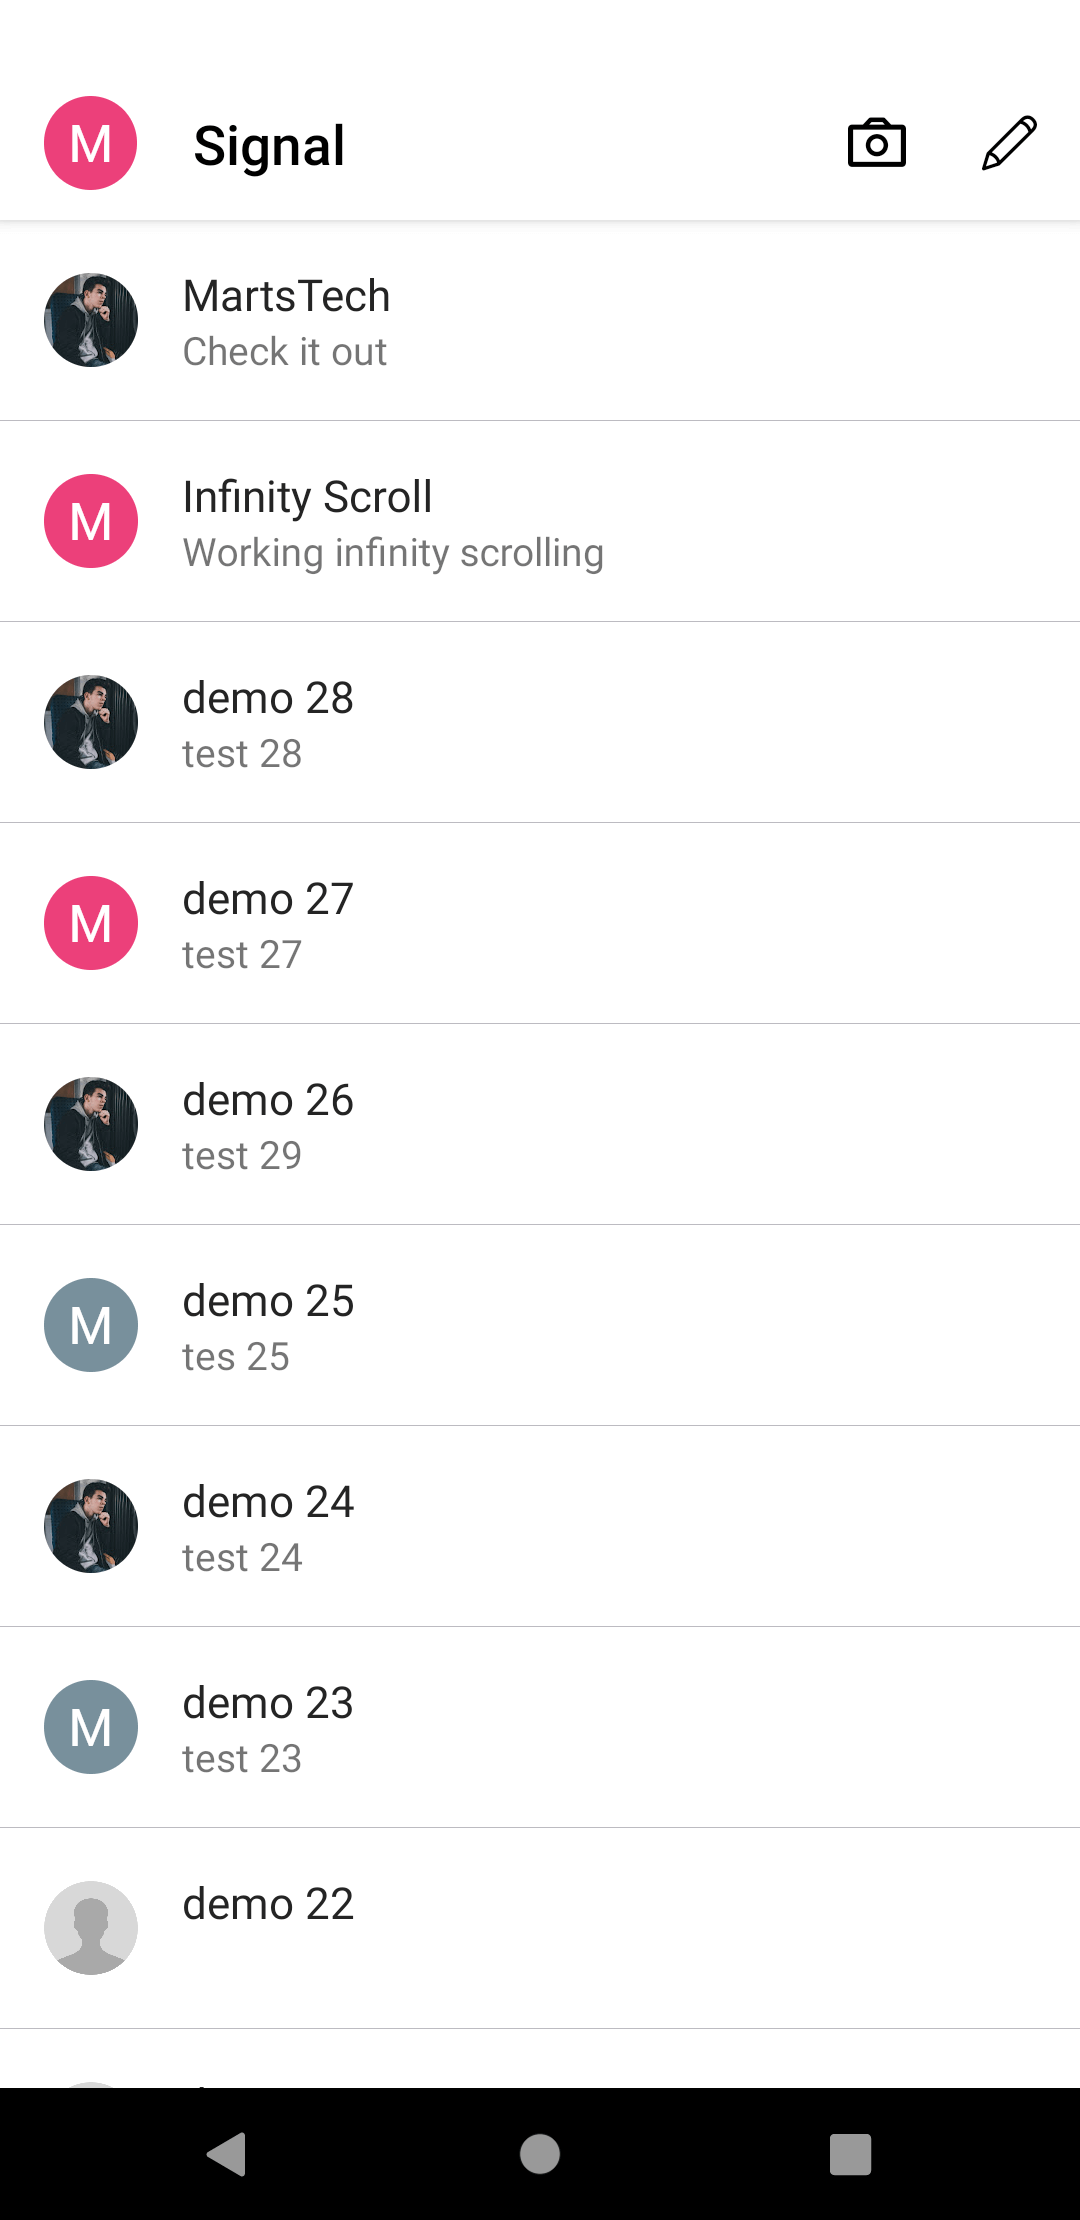 M Signal
MartsTech
Check it out
M
Infinity Scroll
Working infinity scrolling
demo 28
test 28
M
demo 27
test 27
demo 26
test 29
M
demo 25
tes 25
demo 24
test 24
M
demo 23
test 23
demo 22